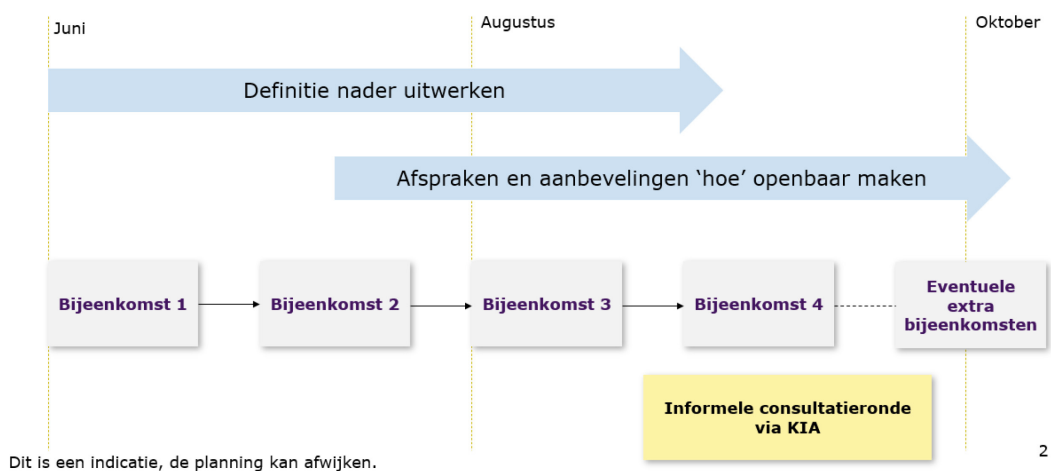 Juni
Augustus
Oktober
Definitie nader uitwerken
Afspraken en aanbevelingen ‘hoe’ openbaar maken
Bijeenkomst 1
Bijeenkomst 2
Bijeenkomst 3
Bijeenkomst 4
Eventuele
extra
bijeenkomsten
Informele consultatieronde
via KIA
2
Dit is een indicatie, de planning kan afwijken.